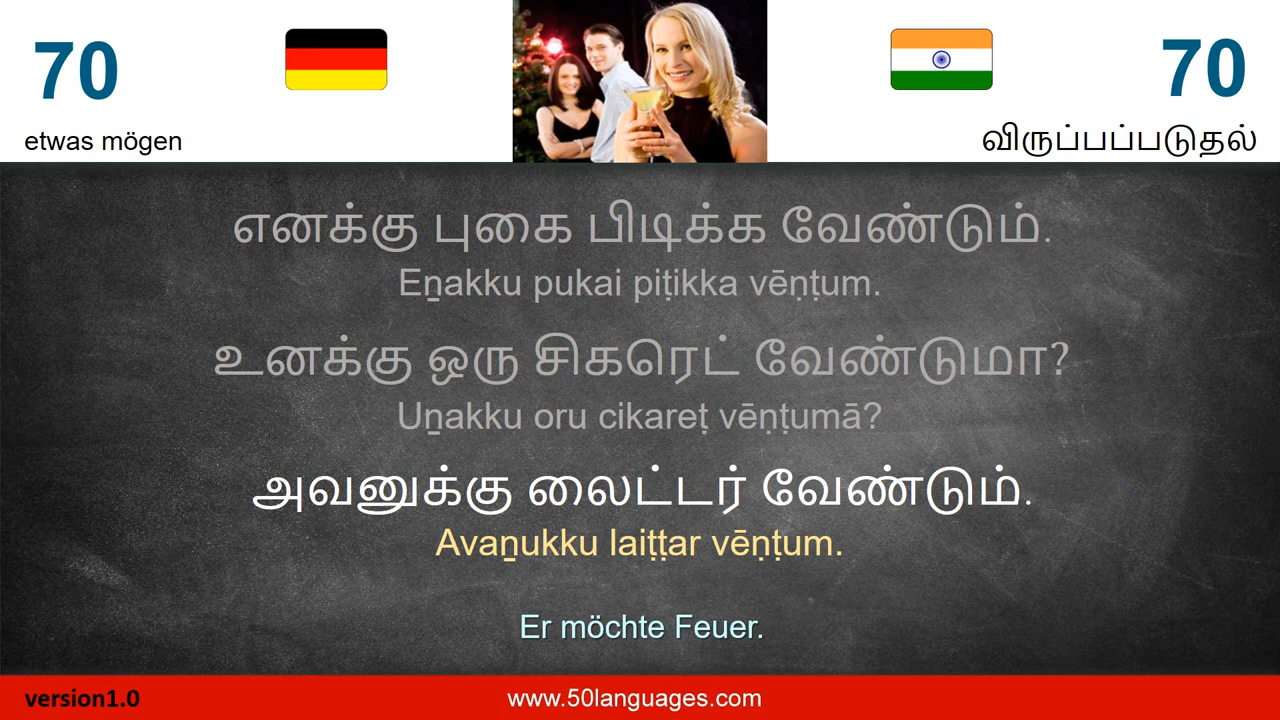 70
70
etwas mögen
விருப்பப்படுதல்
எனக்கு புகை பிடிக்க வேண்டும்.
Eṉakku pukai piṭikka vēṇṭum.
உனக்கு ஒரு சிகரெட் வேண்டுமா?
Uṉakku oru cikareṭ vēṇṭumā?
அவனுக்கு லைட்டர் வேண்டும்.
Avaṉukku laiṭṭar vēṇṭum.
Er möchte Feuer.
version1.0
www.50languages.com